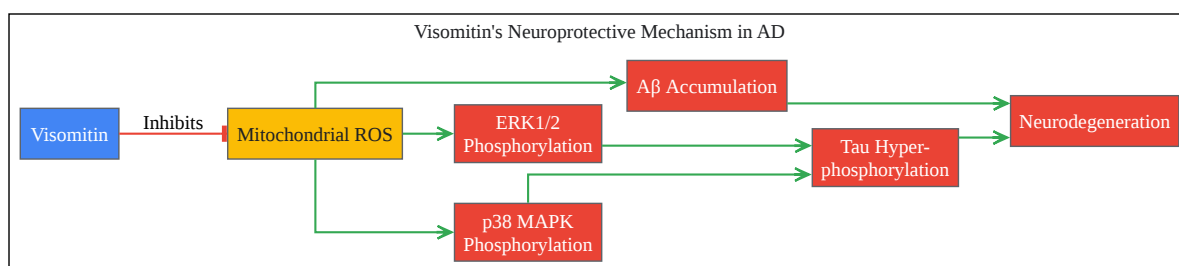 Visomitin's Neuroprotective Mechanism in AD
Visomitin
Inhibits
Mitochondrial ROS
Aβ Accumulation
ERK1/2
Phosphorylation
p38 MAPK
Phosphorylation
Tau Hyper-
phosphorylation
Neurodegeneration